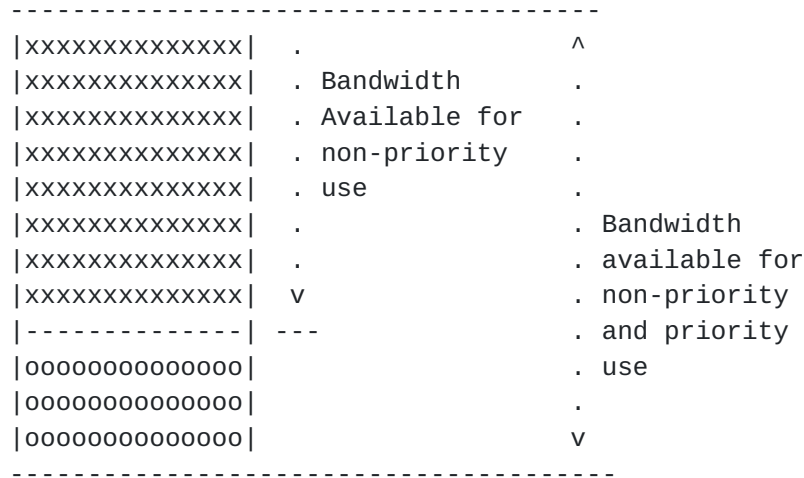 --------------------------------------
|xxxxxxxxxxxxxx|  .                 ^
|xxxxxxxxxxxxxx|  . Bandwidth       .
|xxxxxxxxxxxxxx|  . Available for   .
|xxxxxxxxxxxxxx|  . non-priority    .
|xxxxxxxxxxxxxx|  . use             .
|xxxxxxxxxxxxxx|  .                 . Bandwidth
|xxxxxxxxxxxxxx|  .                 . available for
|xxxxxxxxxxxxxx|  v                 . non-priority
|--------------| ---                . and priority
|oooooooooooooo|                    . use
|oooooooooooooo|                    .
|oooooooooooooo|                    v
---------------------------------------